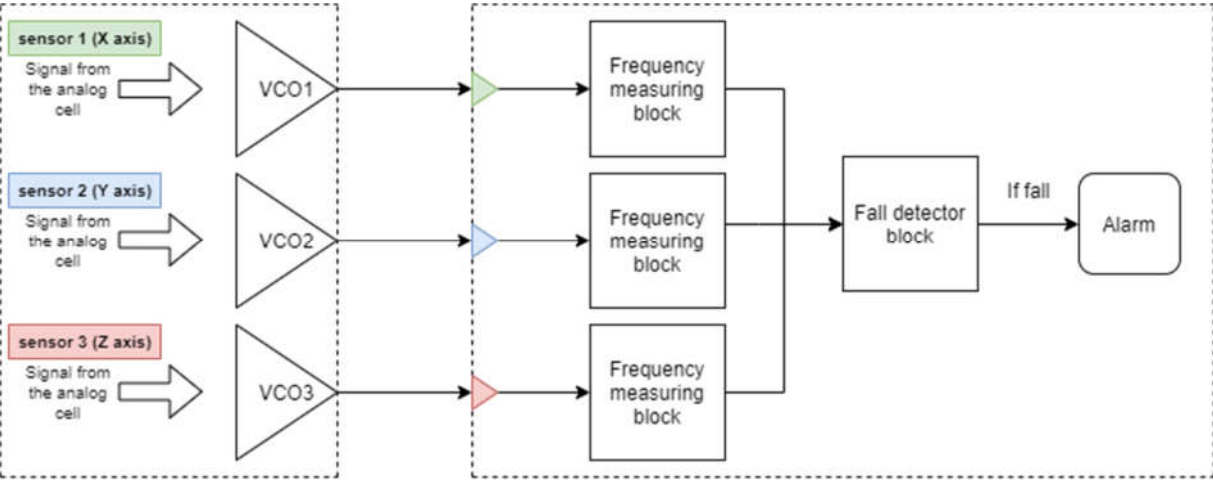 sensor 1 (X axis)
Signal from
the analog
cell
VCO1
Frequency
measuring
block
sensor 2 (Y axis)
Signal from
the analog
cell
VCO2
Frequency
measuring
block
Fall detector
block
If fall
Alarm
sensor 3 (Z axis)
Signal from
the analog
cell
VCO3
Frequency
measuring
block